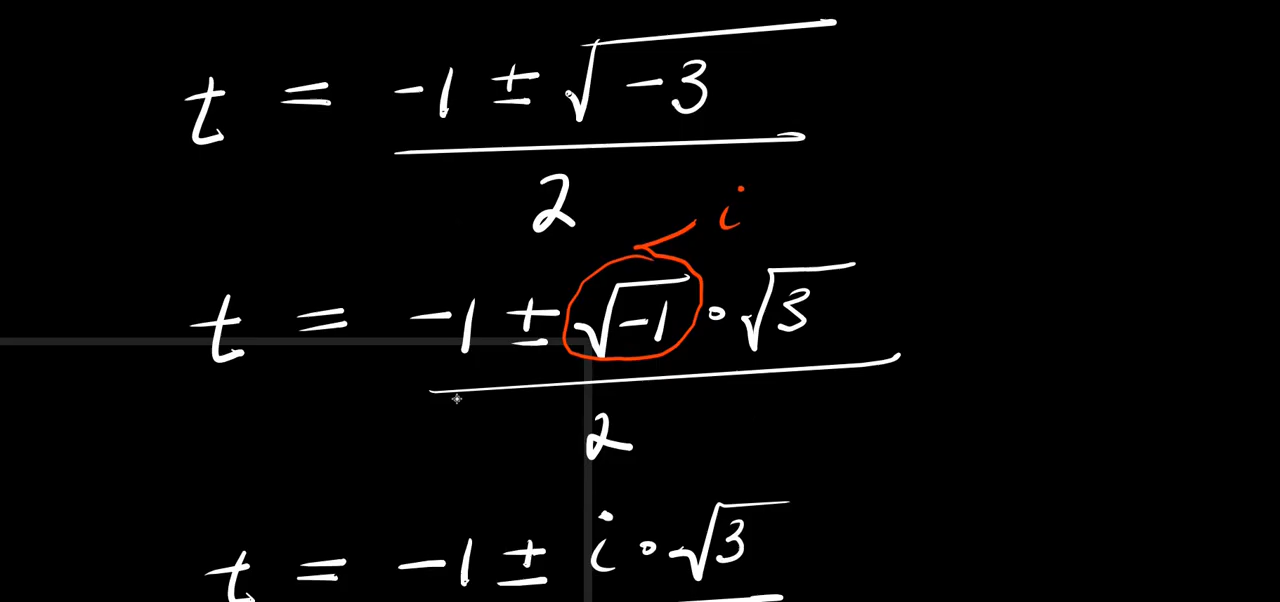 t = -1 ± √-3
2
i
t = -1 ± √-1 • √3
2
t = -1 ± i • √3